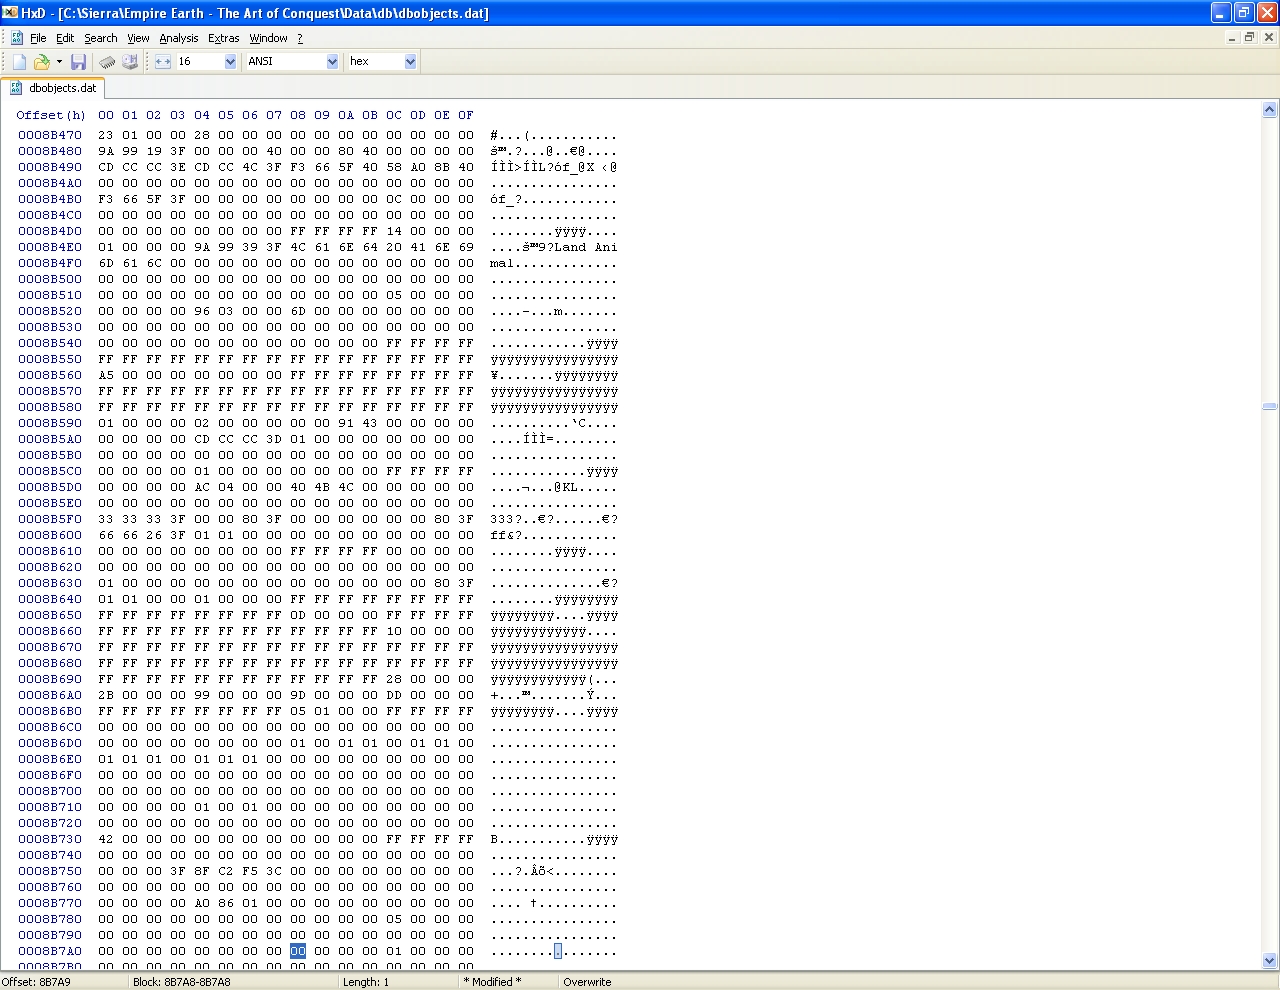 HxD - [C:\Sierra\Empire Earth - The Art of Conquest\Data\db\dbobjects.dat]
File Edit Search View Analysis Extras Window ?
16 ANSI hex
dbobjects.dat
Offset(h) 00 01 02 03 04 05 06 07 08 09 0A 0B 0C 0D 0E 0F
0008B470 23 01 00 00 28 00 00 00 00 00 00 00 00 00 00 00 #...(...........
0008B480 9A 99 19 3F 00 00 00 40 00 00 80 40 00 00 00 00 š™.?...@..€@....
0008B490 CD CC CC 3E CD CC 4C 3F F3 66 5F 40 58 A0 8B 40 ÍÌÌ>ÍÌL?óf_@X ‹@
0008B4A0 00 00 00 00 00 00 00 00 00 00 00 00 00 00 00 00 ................
0008B4B0 F3 66 5F 3F 00 00 00 00 00 00 00 00 0C 00 00 00 óf_?............
0008B4C0 00 00 00 00 00 00 00 00 00 00 00 00 00 00 00 00 ................
0008B4D0 00 00 00 00 00 00 00 00 FF FF FF FF 14 00 00 00 ........ÿÿÿÿ....
0008B4E0 01 00 00 00 9A 99 39 3F 4C 61 6E 64 20 41 6E 69 ....š™9?Land Ani
0008B4F0 6D 61 6C 00 00 00 00 00 00 00 00 00 00 00 00 00 mal.............
0008B500 00 00 00 00 00 00 00 00 00 00 00 00 00 00 00 00 ................
0008B510 00 00 00 00 00 00 00 00 00 00 00 00 05 00 00 00 ................
0008B520 00 00 00 00 96 03 00 00 6D 00 00 00 00 00 00 00 ....–...m.......
0008B530 00 00 00 00 00 00 00 00 00 00 00 00 00 00 00 00 ................
0008B540 00 00 00 00 00 00 00 00 00 00 00 00 FF FF FF FF ............ÿÿÿÿ
0008B550 FF FF FF FF FF FF FF FF FF FF FF FF FF FF FF FF ÿÿÿÿÿÿÿÿÿÿÿÿÿÿÿÿ
0008B560 A5 00 00 00 00 00 00 00 FF FF FF FF FF FF FF FF ¥.......ÿÿÿÿÿÿÿÿ
0008B570 FF FF FF FF FF FF FF FF FF FF FF FF FF FF FF FF ÿÿÿÿÿÿÿÿÿÿÿÿÿÿÿÿ
0008B580 FF FF FF FF FF FF FF FF FF FF FF FF FF FF FF FF ÿÿÿÿÿÿÿÿÿÿÿÿÿÿÿÿ
0008B590 01 00 00 00 02 00 00 00 00 00 91 43 00 00 00 00 ..........‘C....
0008B5A0 00 00 00 00 CD CC CC 3D 01 00 00 00 00 00 00 00 ....ÍÌÌ=........
0008B5B0 00 00 00 00 00 00 00 00 00 00 00 00 00 00 00 00 ................
0008B5C0 00 00 00 00 01 00 00 00 00 00 00 00 FF FF FF FF ............ÿÿÿÿ
0008B5D0 00 00 00 00 AC 04 00 00 40 4B 4C 00 00 00 00 00 ....¬...@KL.....
0008B5E0 00 00 00 00 00 00 00 00 00 00 00 00 00 00 00 00 ................
0008B5F0 33 33 33 3F 00 00 80 3F 00 00 00 00 00 00 80 3F 333?..€?......€?
0008B600 66 66 26 3F 01 01 00 00 00 00 00 00 00 00 00 00 ff&?............
0008B610 00 00 00 00 00 00 00 00 FF FF FF FF 00 00 00 00 ........ÿÿÿÿ....
0008B620 00 00 00 00 00 00 00 00 00 00 00 00 00 00 00 00 ................
0008B630 01 00 00 00 00 00 00 00 00 00 00 00 00 00 80 3F ..............€?
0008B640 01 01 00 00 01 00 00 00 FF FF FF FF FF FF FF FF ........ÿÿÿÿÿÿÿÿ
0008B650 FF FF FF FF FF FF FF FF 0D 00 00 00 FF FF FF FF ÿÿÿÿÿÿÿÿ....ÿÿÿÿ
0008B660 FF FF FF FF FF FF FF FF FF FF FF FF 10 00 00 00 ÿÿÿÿÿÿÿÿÿÿÿÿ....
0008B670 FF FF FF FF FF FF FF FF FF FF FF FF FF FF FF FF ÿÿÿÿÿÿÿÿÿÿÿÿÿÿÿÿ
0008B680 FF FF FF FF FF FF FF FF FF FF FF FF FF FF FF FF ÿÿÿÿÿÿÿÿÿÿÿÿÿÿÿÿ
0008B690 FF FF FF FF FF FF FF FF FF FF FF FF 28 00 00 00 ÿÿÿÿÿÿÿÿÿÿÿÿ(...
0008B6A0 2B 00 00 00 99 00 00 00 9D 00 00 00 DD 00 00 00 +...™.......Ý...
0008B6B0 FF FF FF FF FF FF FF FF 05 01 00 00 FF FF FF FF ÿÿÿÿÿÿÿÿ....ÿÿÿÿ
0008B6C0 00 00 00 00 00 00 00 00 00 00 00 00 00 00 00 00 ................
0008B6D0 00 00 00 00 00 00 00 00 01 00 01 01 00 01 01 00 ................
0008B6E0 01 01 01 00 01 01 01 00 00 00 00 00 00 00 00 00 ................
0008B6F0 00 00 00 00 00 00 00 00 00 00 00 00 00 00 00 00 ................
0008B700 00 00 00 00 00 00 00 00 00 00 00 00 00 00 00 00 ................
0008B710 00 00 00 00 01 00 01 00 00 00 00 00 00 00 00 00 ................
0008B720 00 00 00 00 00 00 00 00 00 00 00 00 00 00 00 00 ................
0008B730 42 00 00 00 00 00 00 00 00 00 00 00 FF FF FF FF B...........ÿÿÿÿ
0008B740 00 00 00 00 00 00 00 00 00 00 00 00 00 00 00 00 ................
0008B750 00 00 00 3F 8F C2 F5 3C 00 00 00 00 00 00 00 00 ...?.Âõ<........
0008B760 00 00 00 00 00 00 00 00 00 00 00 00 00 00 00 00 ................
0008B770 00 00 00 00 A0 86 01 00 00 00 00 00 00 00 00 00 .... †..........
0008B780 00 00 00 00 00 00 00 00 00 00 00 00 05 00 00 00 ................
0008B790 00 00 00 00 00 00 00 00 00 00 00 00 00 00 00 00 ................
0008B7A0 00 00 00 00 00 00 00 00 00 00 00 00 01 00 00 00 ................
0008B7B0 00 00 00 00 00 00 00 00 00 00 00 00 00 00 00 00 ................
Offset: 8B7A9 Block: 8B7A8-8B7A8 Length: 1 * Modified * Overwrite